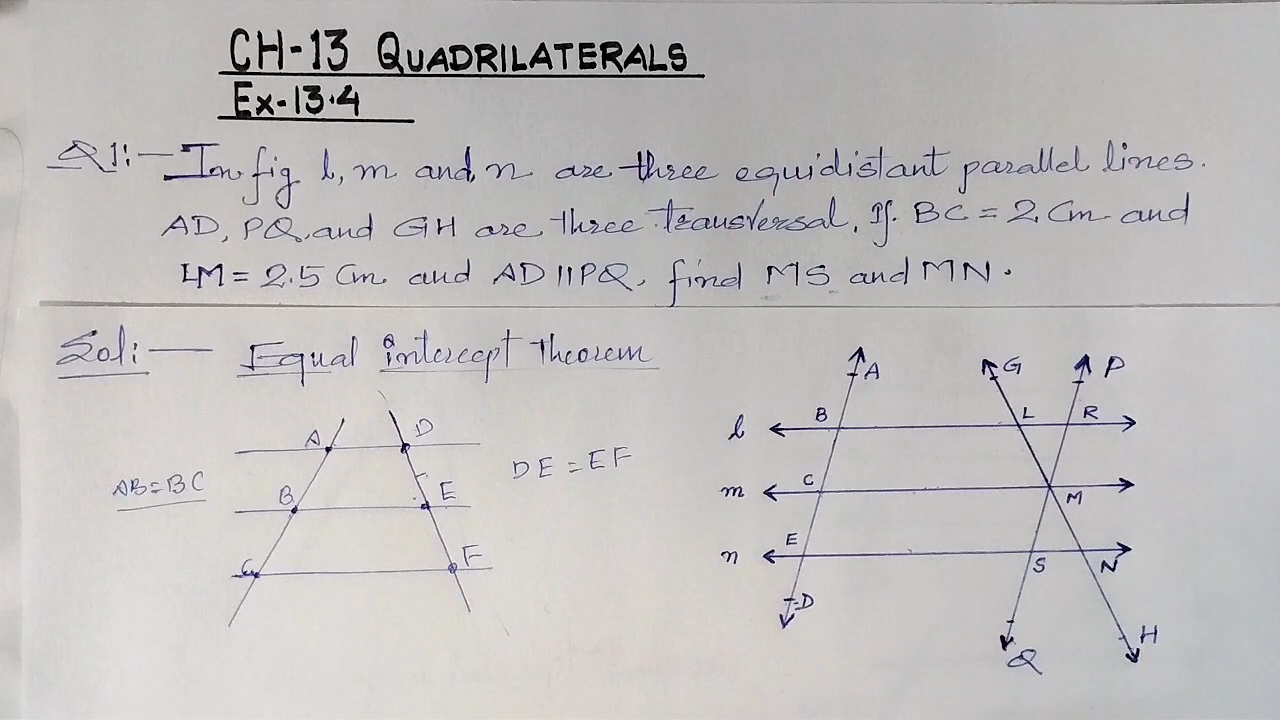 CH-13 QUADRILATERALS
Ex-13.4
Q1:- In fig l, m and n are three equidistant parallel lines.
AD, PQ and GH are three transversal. If BC = 2 Cm and
LM = 2.5 Cm and AD || PQ, find MS and MN.
Sol: — Equal intercept Theorem
AB = BC
A
D
B
E
C
F
DE = EF
A
G
P
l
B
L
R
m
C
M
n
E
S
N
D
Q
H